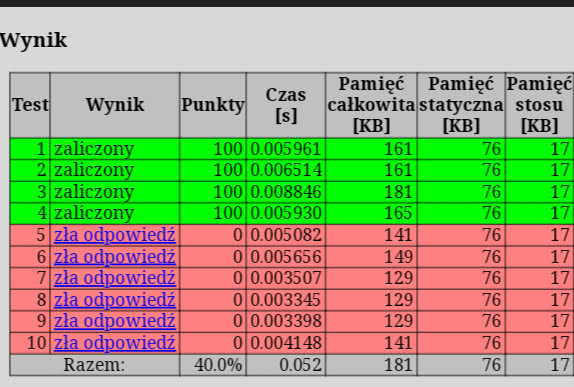 Wynik
Test Wynik Punkty Czas [s] Pamięć całkowita [KB] Pamięć statyczna [KB] Pamięć stosu [KB]
1 zaliczony 100 0.005961 161 76 17
2 zaliczony 100 0.006514 161 76 17
3 zaliczony 100 0.008846 181 76 17
4 zaliczony 100 0.005930 165 76 17
5 zła odpowiedź 0 0.005082 141 76 17
6 zła odpowiedź 0 0.005656 149 76 17
7 zła odpowiedź 0 0.003507 129 76 17
8 zła odpowiedź 0 0.003345 129 76 17
9 zła odpowiedź 0 0.003398 129 76 17
10 zła odpowiedź 0 0.004148 141 76 17
Razem: 40.0% 0.052 181 76 17